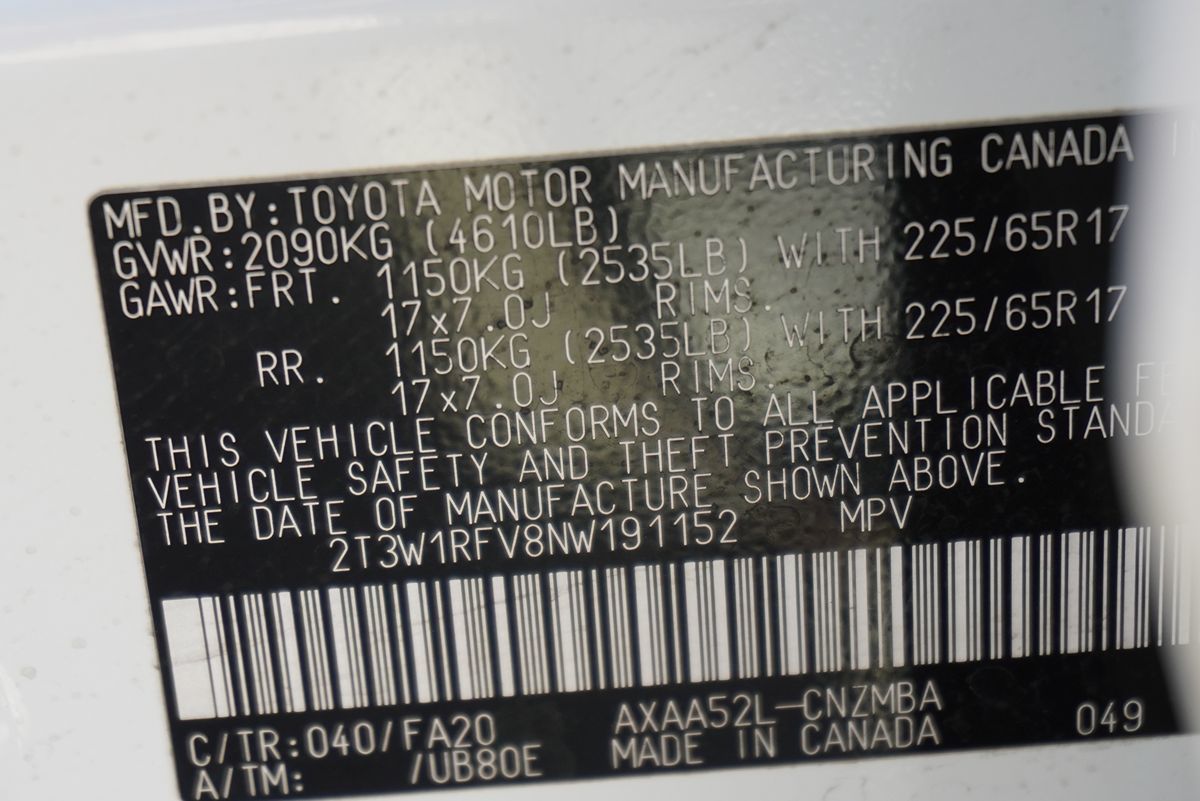 MFD.BY:TOYOTA MOTOR MANUFACTURING CANADA
GVWR:2090KG (4610LB)
GAWR:FRT. 1150KG (2535LB) WITH 225/65R17
17x7.0J RIMS.
RR. 1150KG (2535LB) WITH 225/65R17
17x7.0J RIMS.
THIS VEHICLE CONFORMS TO ALL APPLICABLE FE
VEHICLE SAFETY AND THEFT PREVENTION STANDA
THE DATE OF MANUFACTURE SHOWN ABOVE.
2T3W1RFV8NW191152 MPV
C/TR:040/FA20 AXAA52L-CNZMBA 049
A/TM: /UB80E MADE IN CANADA